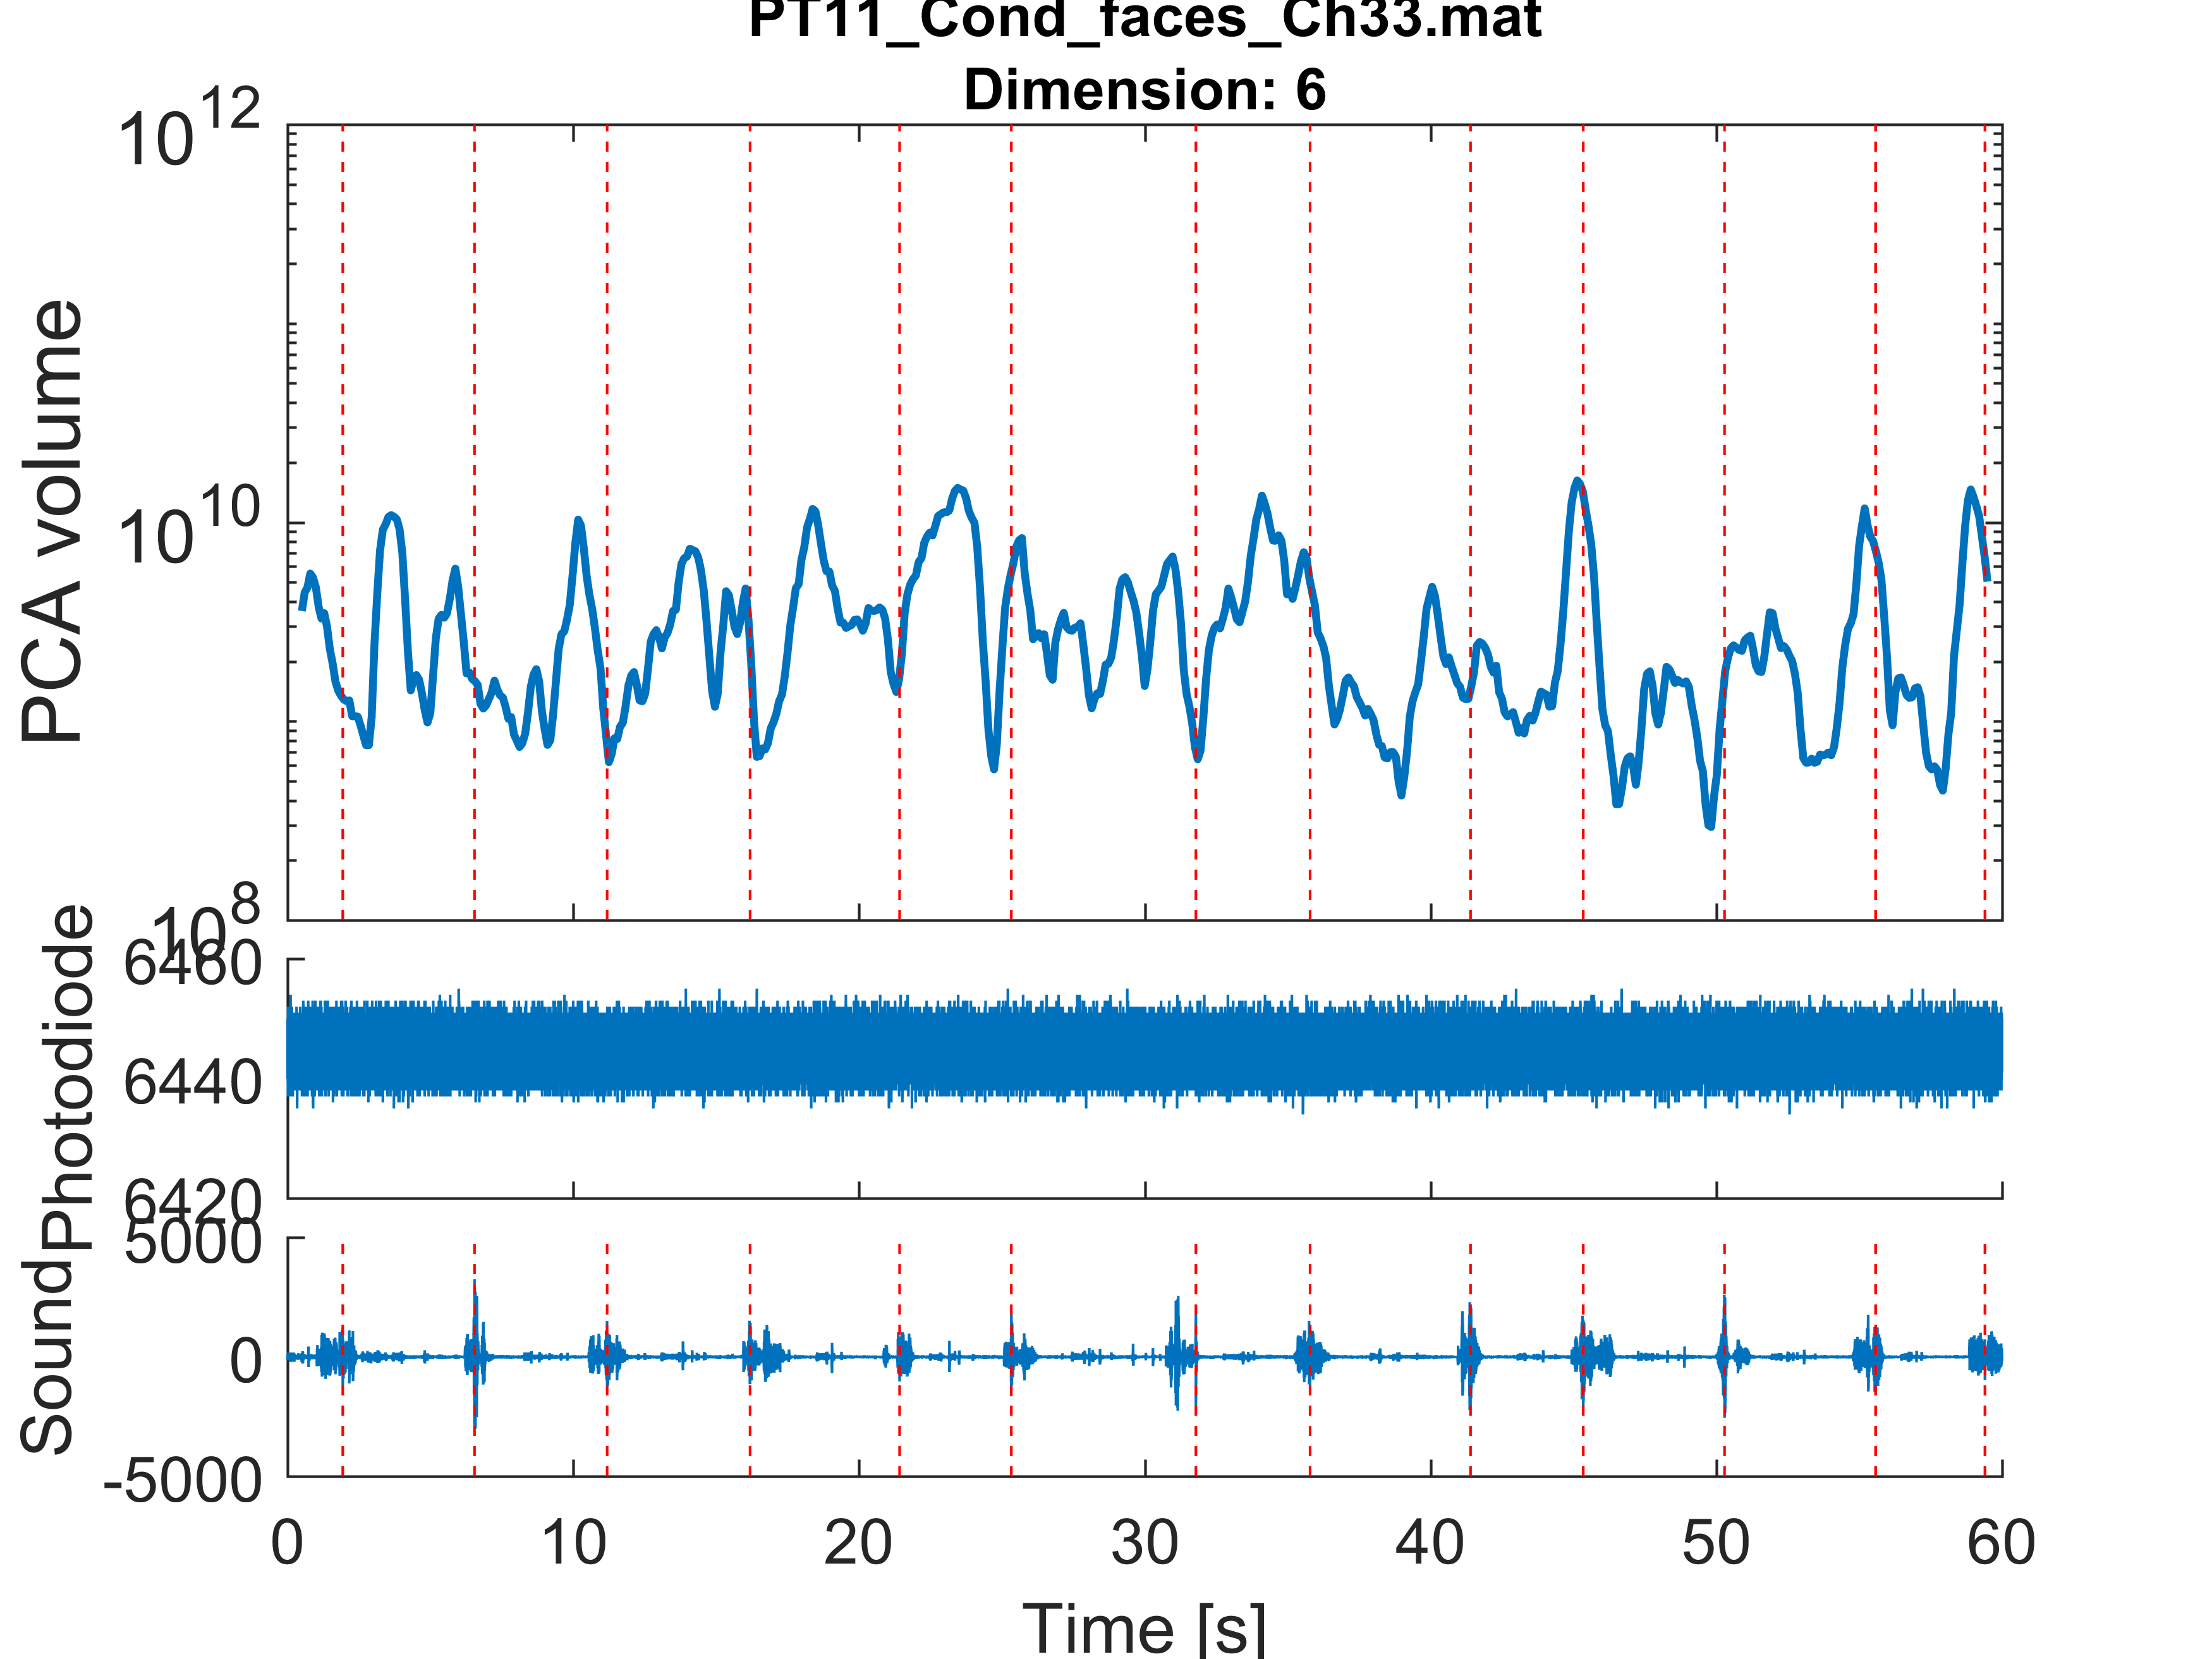 PT11_Cond_faces_Ch33.mat
Dimension: 6
10^12
10^10
10^8
PCA volume
6460
6440
6420
Photodiode
5000
0
-5000
Sound
0 10 20 30 40 50 60
Time [s]